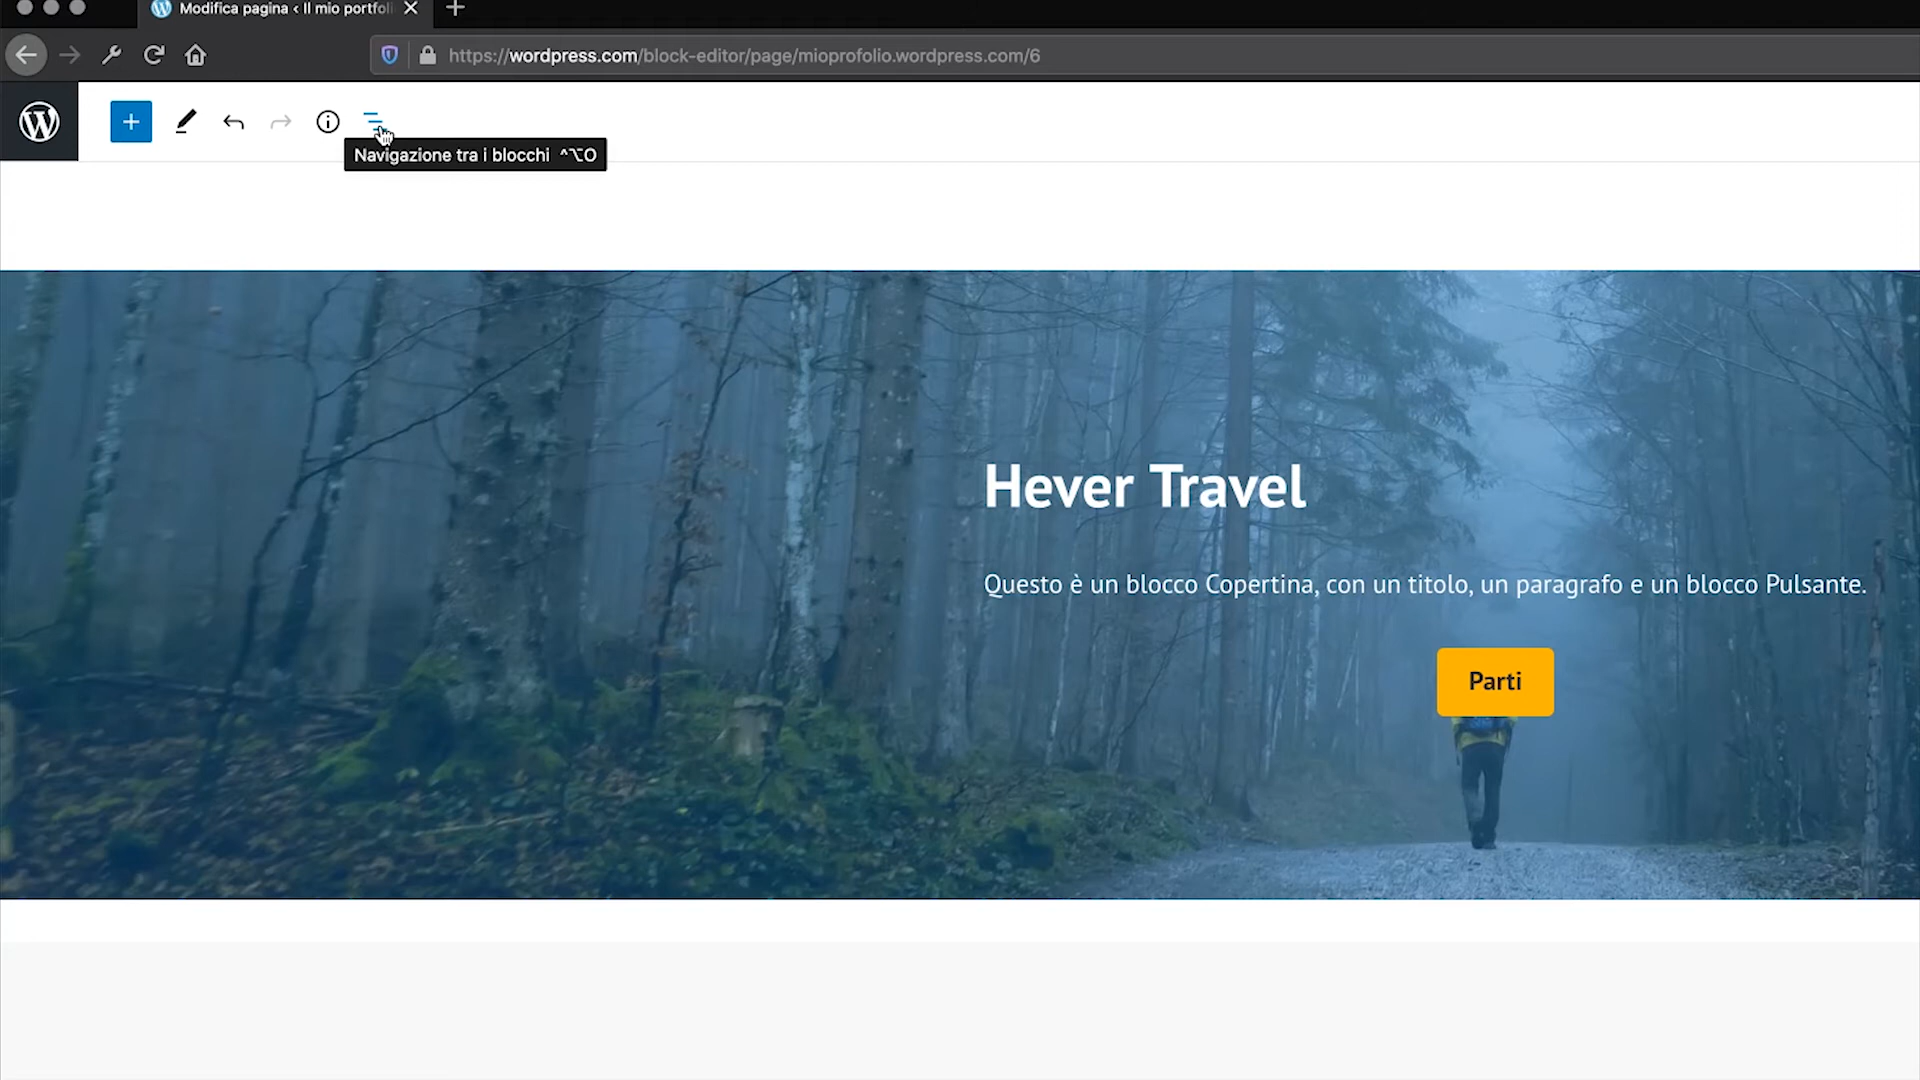 Modifica pagina ‹ Il mio portfoli
https://wordpress.com/block-editor/page/mioprofolio.wordpress.com/6
Navigazione tra i blocchi ^⌥O
Hever Travel
Questo è un blocco Copertina, con un titolo, un paragrafo e un blocco Pulsante.
Parti